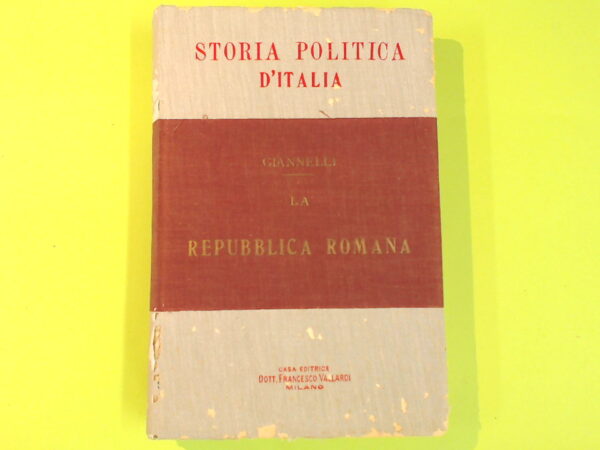 STORIA POLITICA
D'ITALIA
GIANNELLI
LA
REPUBBLICA ROMANA
CASA EDITRICE
DOTT. FRANCESCO VALLARDI
MILANO